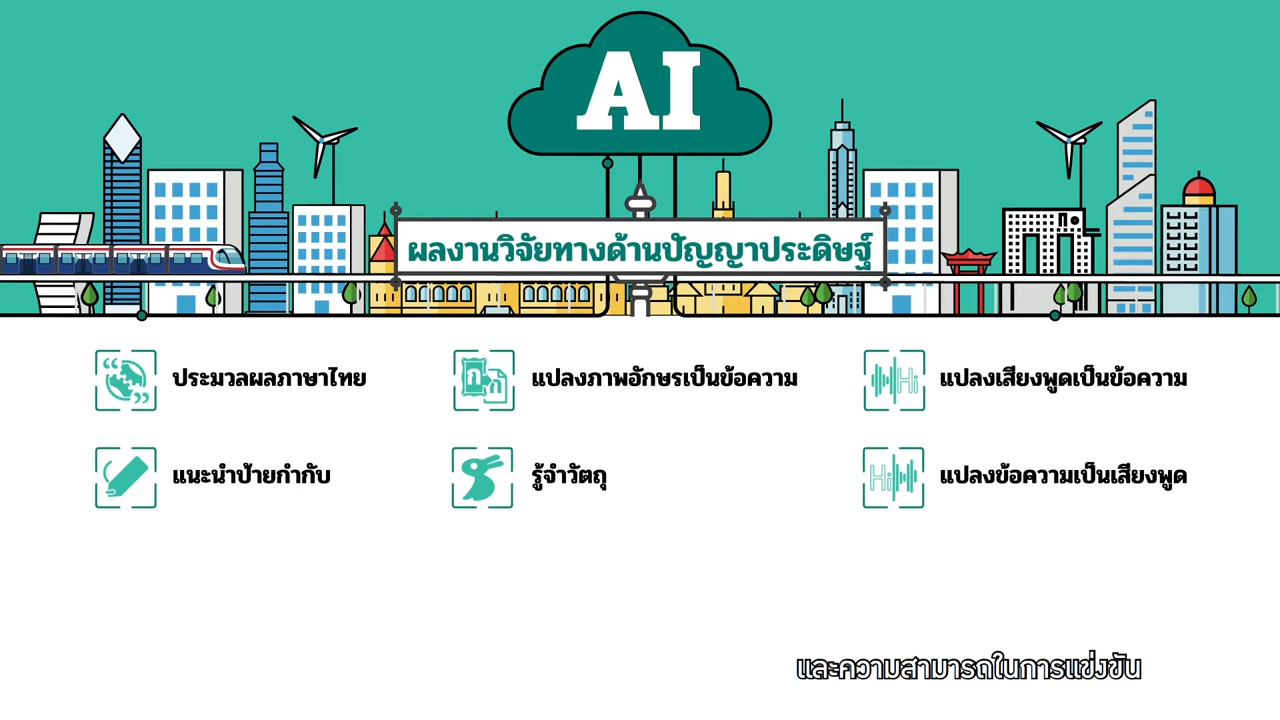 AI
ผลงานวิจัยทางด้านปัญญาประดิษฐ์
ประมวลผลภาษาไทย
แปลงภาพอักษรเป็นข้อความ
แปลงเสียงพูดเป็นข้อความ
แนะนำป้ายกำกับ
รู้จำวัตถุ
แปลงข้อความเป็นเสียงพูด
และความสามารถในการแข่งขัน
ก
ก
Hi
Hi